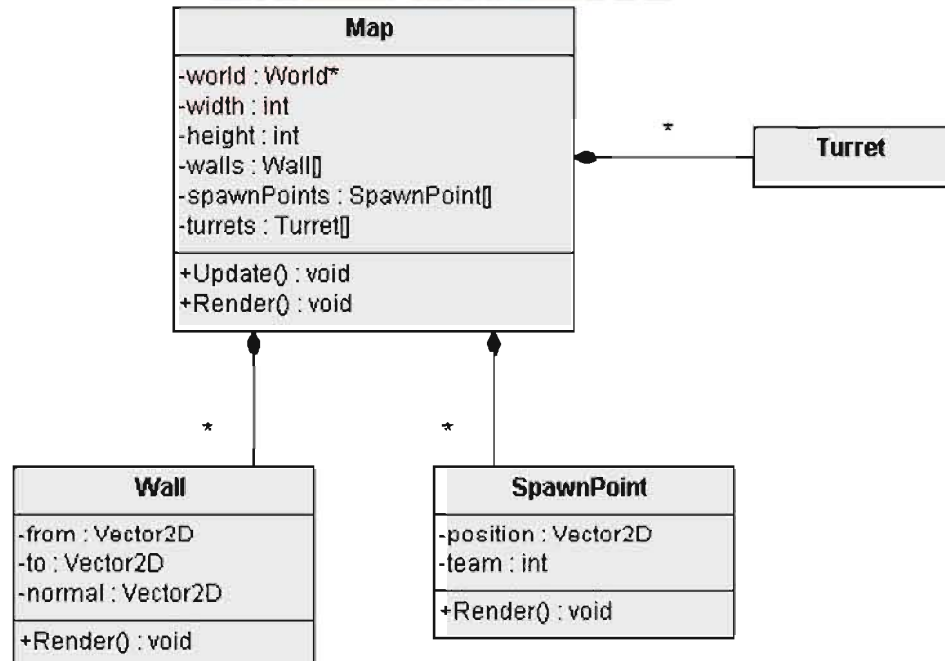 Map
-world : World*
-width : int
-height : int
-walls : Wall[]
-spawnPoints : SpawnPoint[]
-turrets : Turret[]
+Update() : void
+Render() : void
*
Turret
*
*
Wall
-from : Vector2D
-to : Vector2D
-normal : Vector2D
+Render() : void
SpawnPoint
-position : Vector2D
-team : int
+Render() : void